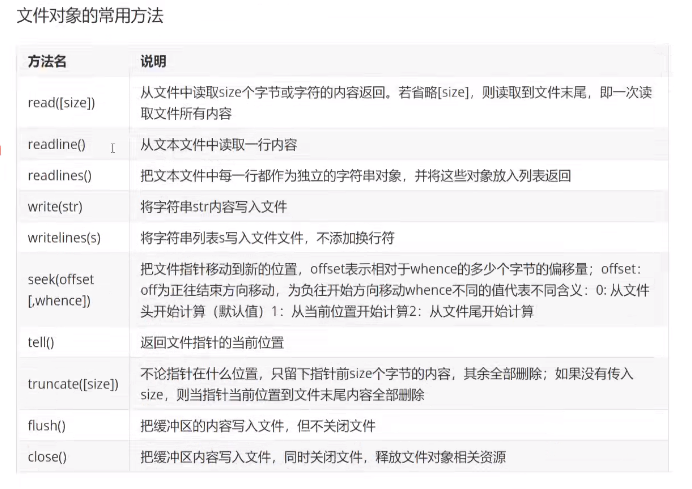 文件对象的常用方法
方法名 说明
read([size]) 从文件中读取size个字节或字符的内容返回。若省略[size]，则读取到文件末尾，即一次读
取文件所有内容
readline() 从文本文件中读取一行内容
readlines() 把文本文件中每一行都作为独立的字符串对象，并将这些对象放入列表返回
write(str) 将字符串str内容写入文件
writelines(s) 将字符串列表s写入文件文件，不添加换行符
seek(offset
[,whence])
把文件指针移动到新的位置，offset表示相对于whence的多少个字节的偏移量；offset：
off为正往结束方向移动，为负往开始方向移动whence不同的值代表不同含义：0: 从文件
头开始计算（默认值）1：从当前位置开始计算2：从文件尾开始计算
tell() 返回文件指针的当前位置
truncate([size]) 不论指针在什么位置，只留下指针前size个字节的内容，其余全部删除；如果没有传入
size，则当指针当前位置到文件末尾内容全部删除
flush() 把缓冲区的内容写入文件，但不关闭文件
close() 把缓冲区内容写入文件，同时关闭文件，释放文件对象相关资源